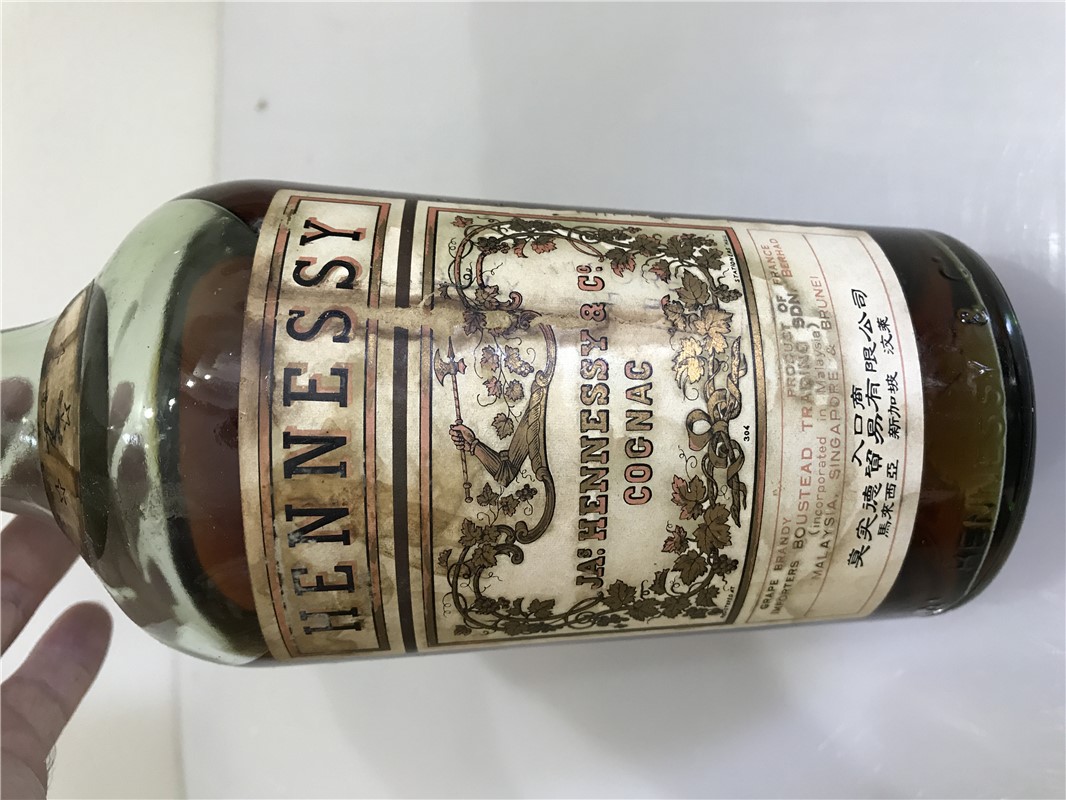 HENNESSY
JAS. HENNESSY & CO.
COGNAC
304
GRAPE BRANDY PRODUCT OF FRANCE
IMPORTERS BOUSTEAD TRADING SDN. BERHAD
(Incorporated in Malaysia)
MALAYSIA, SINGAPORE & BRUNEI
莫安德貿易有限公司
入口商
馬來西亞 新加坡 汶萊